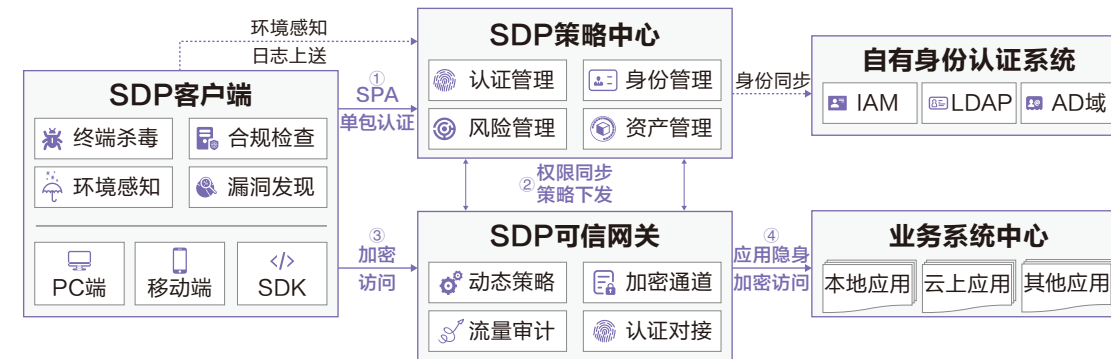 环境感知
日志上送
SDP客户端
终端杀毒
合规检查
环境感知
漏洞发现
PC端
移动端
</>
SDK
①
SPA
单包认证
SDP策略中心
认证管理
身份管理
风险管理
资产管理
身份同步
自有身份认证系统
IAM
LDAP
AD域
②
权限同步
策略下发
③
加密
访问
SDP可信网关
动态策略
加密通道
流量审计
认证对接
④
应用隐身
加密访问
业务系统中心
本地应用
云上应用
其他应用